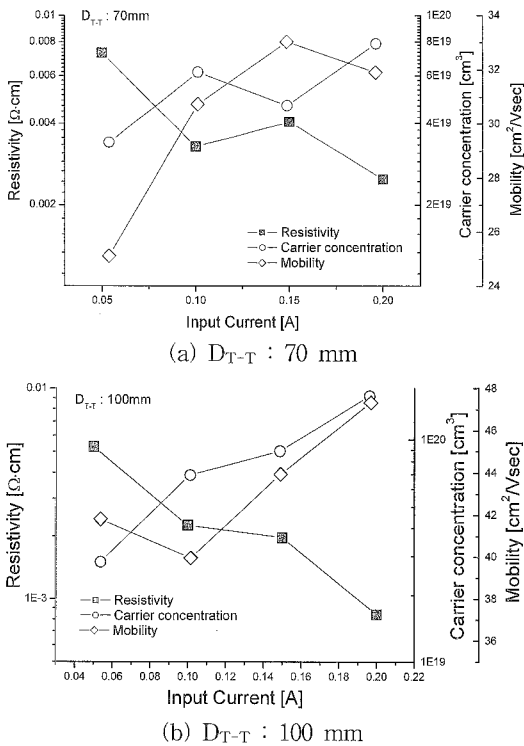 D_T-T : 70mm
0.01
0.008
0.006
0.004
0.002
Resistivity [Ω·cm]
1E20
8E19
6E19
4E19
2E19
Carrier concentration [cm³]
34
32
30
28
26
24
Mobility [cm²/Vsec]
Resistivity
Carrier concentration
Mobility
0.05 0.10 0.15 0.20
Input Current [A]
(a) D_T-T : 70 mm
D_T-T : 100mm
0.01
1E-3
Resistivity [Ω·cm]
1E20
1E19
Carrier concentration [cm³]
48
46
44
42
40
38
36
Mobility [cm²/Vsec]
Resistivity
Carrier concentration
Mobility
0.04 0.06 0.08 0.10 0.12 0.14 0.16 0.18 0.20 0.22
Input Current [A]
(b) D_T-T : 100 mm